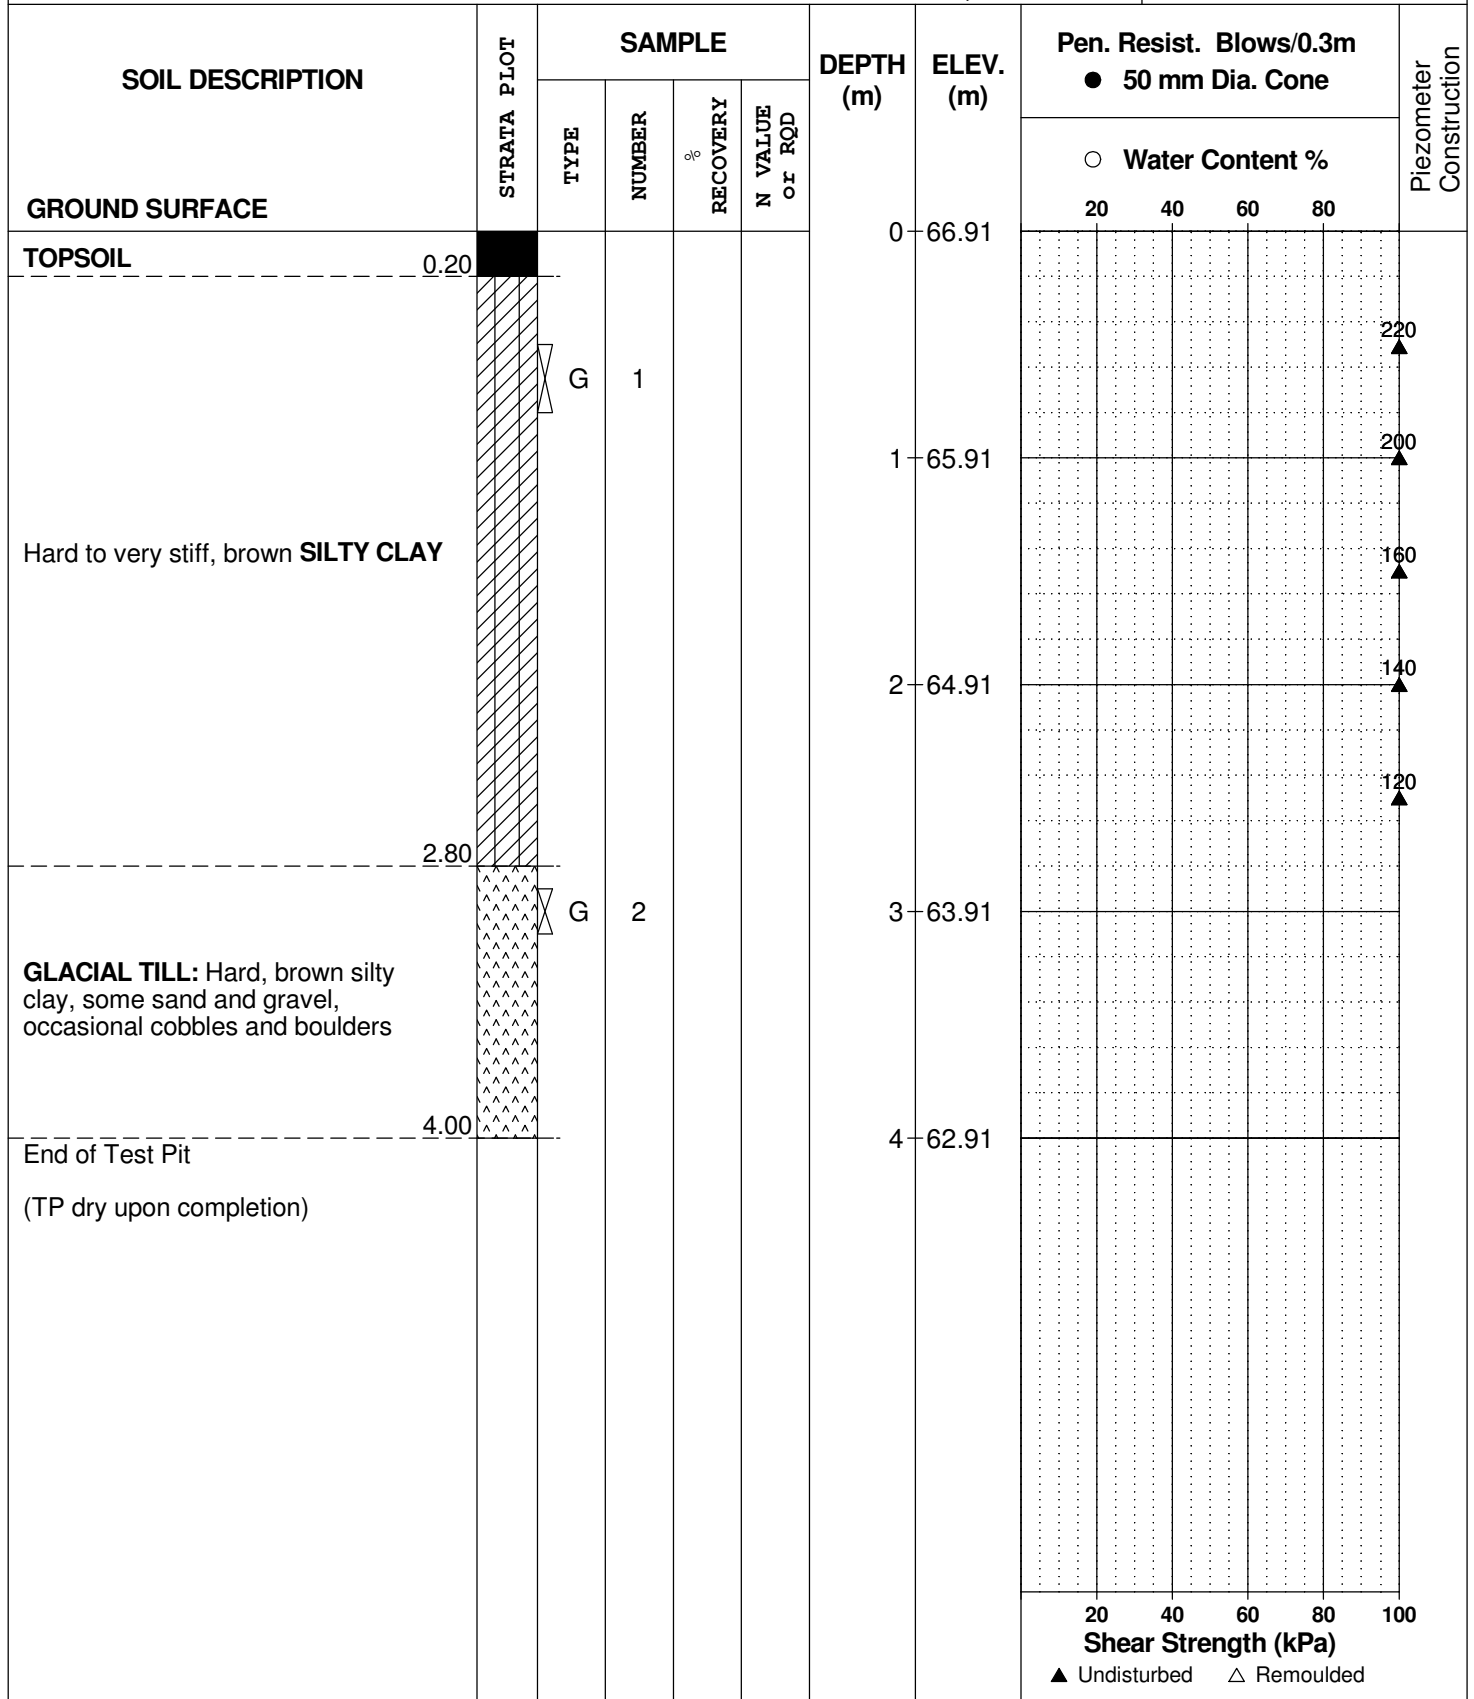 SOIL DESCRIPTION
GROUND SURFACE
STRATA PLOT
SAMPLE
TYPE
NUMBER
%
RECOVERY
N VALUE
or RQD
DEPTH
(m)
ELEV.
(m)
Pen. Resist. Blows/0.3m
● 50 mm Dia. Cone
○ Water Content %
20 40 60 80
Piezometer
Construction
0 66.91
TOPSOIL
0.20
220
G 1
200
1 65.91
Hard to very stiff, brown SILTY CLAY
160
140
2 64.91
120
2.80
G 2
3 63.91
GLACIAL TILL: Hard, brown silty
clay, some sand and gravel,
occasional cobbles and boulders
4.00
4 62.91
End of Test Pit
(TP dry upon completion)
20 40 60 80 100
Shear Strength (kPa)
▲ Undisturbed △ Remoulded